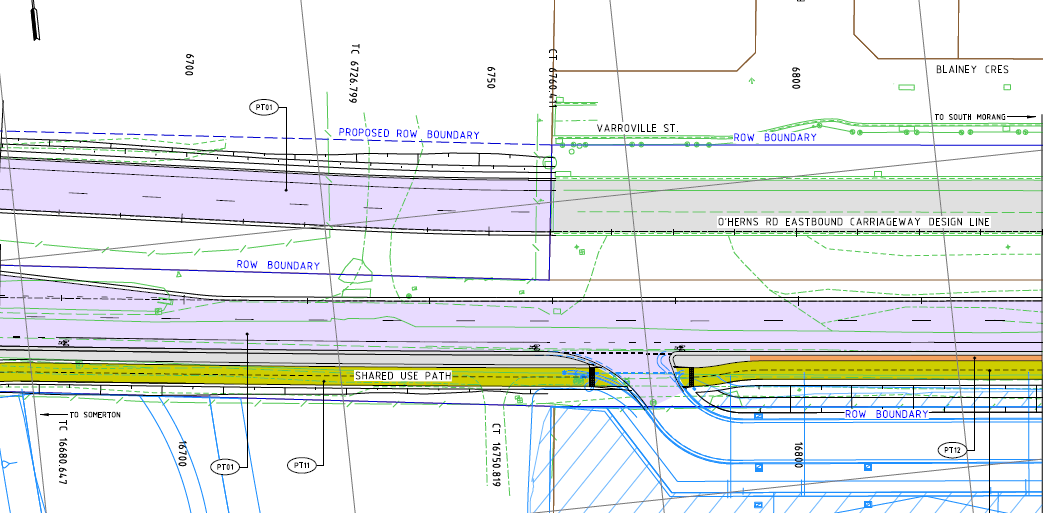 6700
TC 6726.799
6750
CT 6760.411
6800
BLAINEY CRES
PT01
TO SOUTH MORANG
PROPOSED ROW BOUNDARY
VARROVILLE ST.
ROW BOUNDARY
O'HERNS RD EASTBOUND CARRIAGEWAY DESIGN LINE
ROW BOUNDARY
SHARED USE PATH
TO SOMERTON
ROW BOUNDARY
TC 16680.647
16700
CT 16750.819
16800
PT01
PT11
PT12